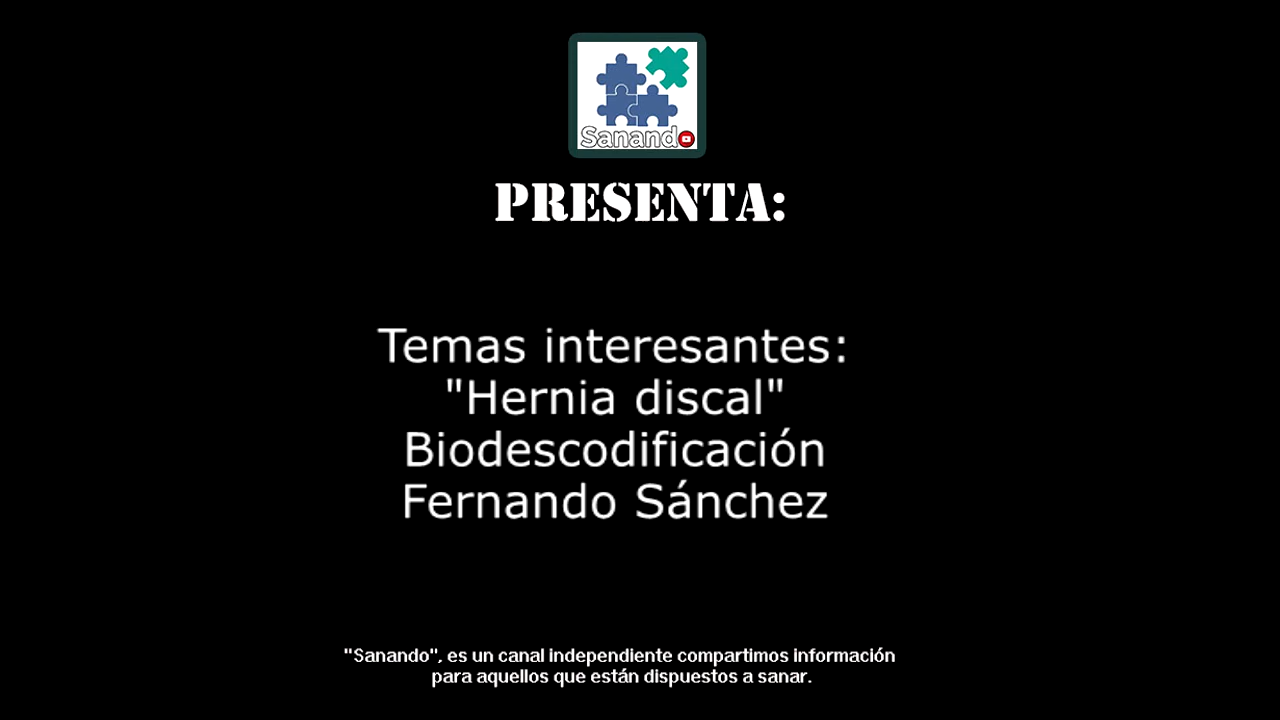 Sanando
PRESENTA:
Temas interesantes:
"Hernia discal"
Biodescodificación
Fernando Sánchez
"Sanando", es un canal independiente compartimos información
para aquellos que están dispuestos a sanar.